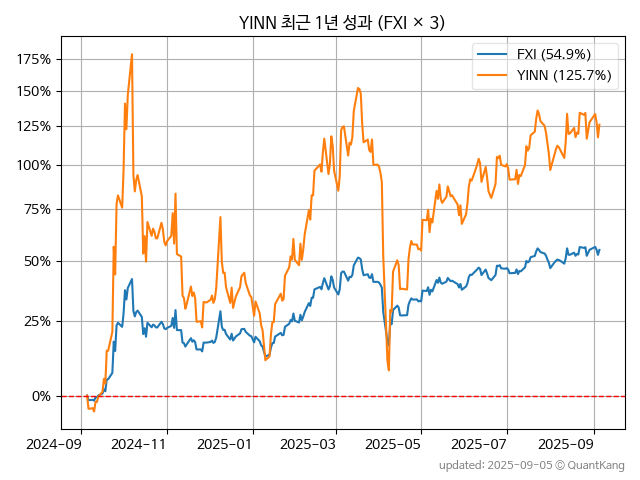 YINN 최근 1년 성과 (FXI × 3)
FXI (54.9%)
YINN (125.7%)
175%
150%
125%
100%
75%
50%
25%
0%
2024-09 2024-11 2025-01 2025-03 2025-05 2025-07 2025-09
updated: 2025-09-05 © QuantKang